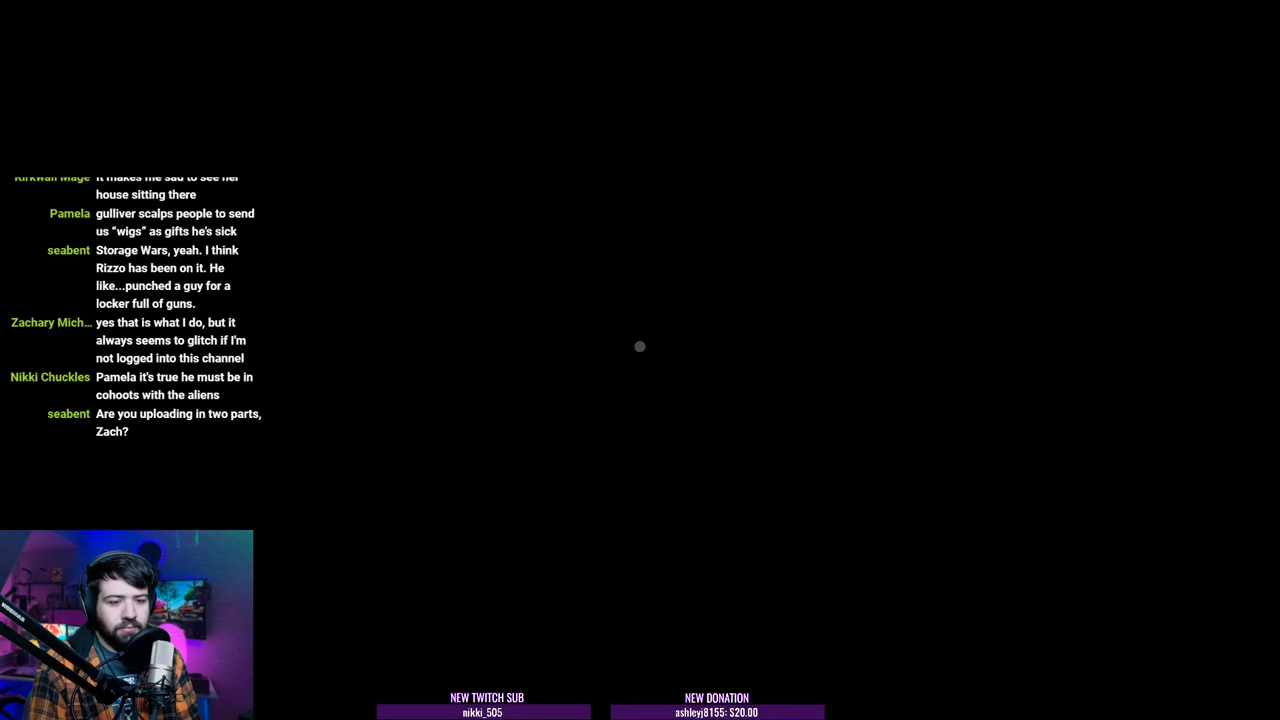 Kirkwall Mage It makes me sad to see her
house sitting there
Pamela gulliver scalps people to send
us “wigs” as gifts he’s sick
seabent Storage Wars, yeah. I think
Rizzo has been on it. He
like...punched a guy for a
locker full of guns.
Zachary Mich... yes that is what I do, but it
always seems to glitch if I'm
not logged into this channel
Nikki Chuckles Pamela it's true he must be in
cohoots with the aliens
seabent Are you uploading in two parts,
Zach?
NEW TWITCH SUB
nikki_505
NEW DONATION
ashleyj8155: $20.00